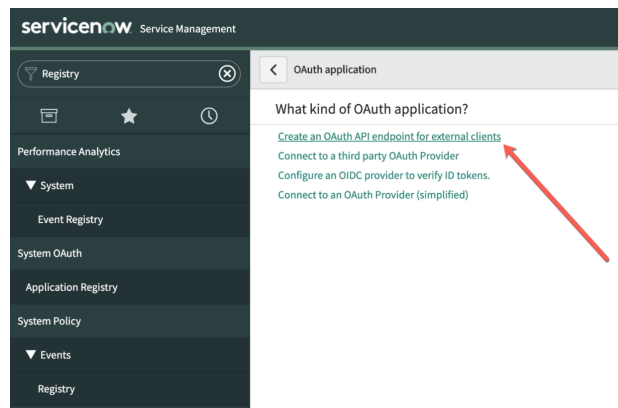 servicenow Service Management
Registry
Performance Analytics
System
Event Registry
System OAuth
Application Registry
System Policy
Events
Registry
OAuth application
What kind of OAuth application?
Create an OAuth API endpoint for external clients
Connect to a third party OAuth Provider
Configure an OIDC provider to verify ID tokens.
Connect to an OAuth Provider (simplified)